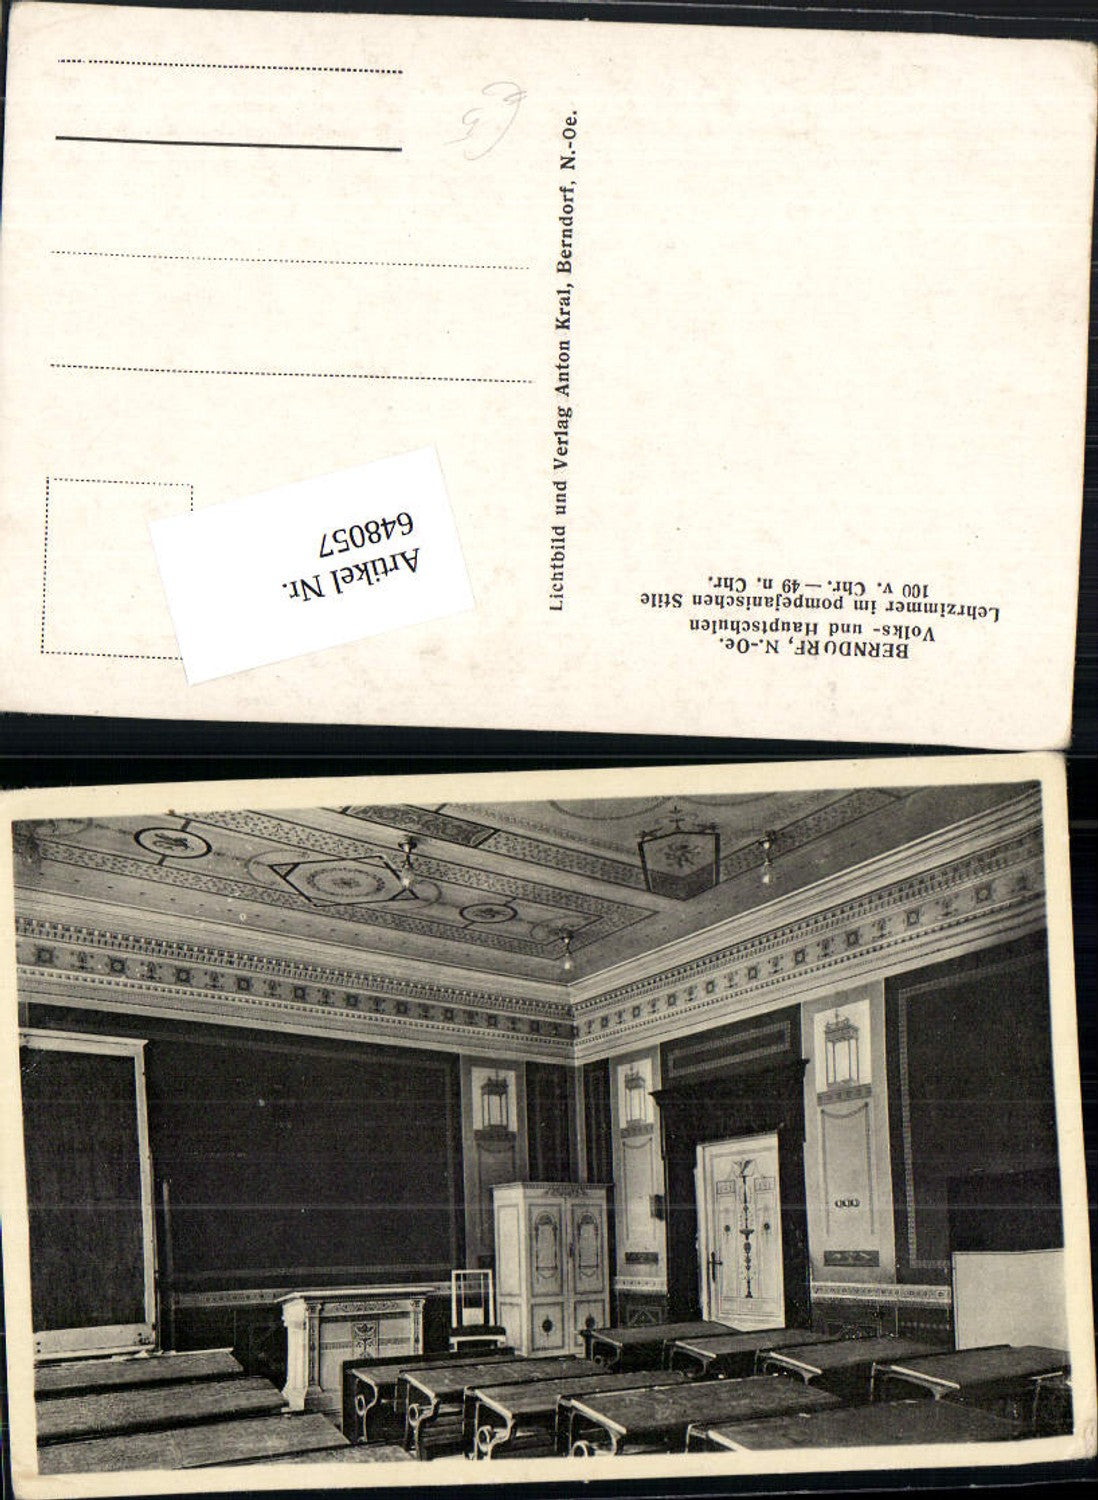 BERNDORF, N.-Oe.
Volks- und Hauptschulen
Lehrzimmer im pompejanischen Stile
100 v. Chr. — 49 n. Chr.
Lichtbild und Verlag Anton Kral, Berndorf, N.-Oe.
Artikel Nr.
648057